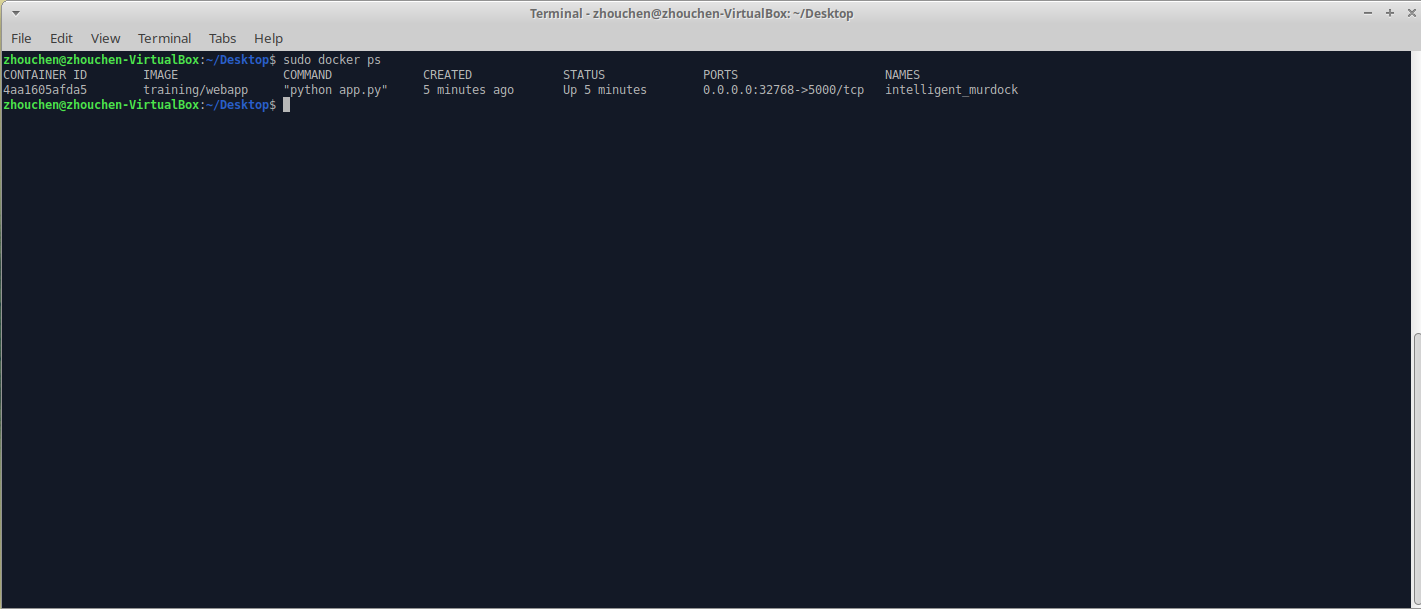 Terminal - zhouchen@zhouchen-VirtualBox: ~/Desktop
File Edit View Terminal Tabs Help
zhouchen@zhouchen-VirtualBox:~/Desktop$ sudo docker ps
CONTAINER ID        IMAGE               COMMAND             CREATED             STATUS              PORTS                     NAMES
4aa1605afda5        training/webapp     "python app.py"     5 minutes ago       Up 5 minutes        0.0.0.0:32768->5000/tcp   intelligent_murdock
zhouchen@zhouchen-VirtualBox:~/Desktop$